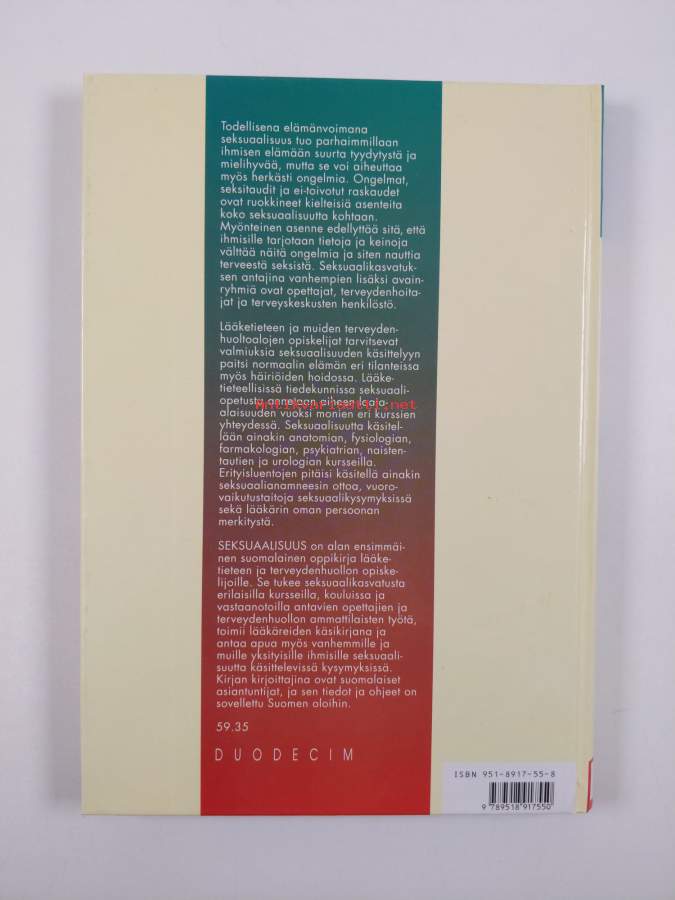 Todellisena elämänvoimana
seksuaalisuus tuo parhaimmillaan
ihmisen elämään suurta tyydytystä ja
mielihyvää, mutta se voi aiheuttaa
myös herkästi ongelmia. Ongelmat,
seksitaudit ja ei-toivotut raskaudet
ovat ruokkineet kielteisiä asenteita
koko seksuaalisuutta kohtaan.
Myönteinen asenne edellyttää sitä, että
ihmisille tarjotaan tietoja ja keinoja
välttää näitä ongelmia ja siten nauttia
terveestä seksistä. Seksuaalikasvatuk-
sen antajina vanhempien lisäksi avain-
ryhmiä ovat opettajat, terveydenhoita-
jat ja terveyskeskusten henkilöstö.
Lääketieteen ja muiden terveyden-
huoltoalojen opiskelijat tarvitsevat
valmiuksia seksuaalisuuden käsittelyyn
paitsi normaalin elämän eri tilanteissa
myös häiriöiden hoidossa. Lääke-
tieteellisissä tiedekunnissa seksuaali-
opetusta annetaan aiheen laaja-
Antikvariaatti.net
alaisuuden vuoksi monien eri kurssien
yhteydessä. Seksuaalisuutta käsitel-
lään ainakin anatomian, fysiologian,
farmakologian, psykiatrian, naisten-
tautien ja urologian kursseilla.
Erityisluentojen pitäisi käsitellä ainakin
seksuaalianamneesin ottoa, vuoro-
vaikutustaitoja seksuaalikysymyksissä
sekä lääkärin oman persoonan
merkitystä.
SEKSUAALISUUS on alan ensimmäi-
nen suomalainen oppikirja lääke-
tieteen ja terveydenhuollon opiske-
lijoille. Se tukee seksuaalikasvatusta
erilaisilla kursseilla, kouluissa ja
vastaanotoilla antavien opettajien ja
terveydenhuollon ammattilaisten työtä,
toimii lääkäreiden käsikirjana ja
antaa apua myös vanhemmille ja
muille yksityisille ihmisille seksuaali-
suutta käsittelevissä kysymyksissä.
Kirjan kirjoittajina ovat suomalaiset
asiantuntijat, ja sen tiedot ja ohjeet on
sovellettu Suomen oloihin.
59.35
DUODECIM
ISBN 951-8917-55-8
9 789518 917550